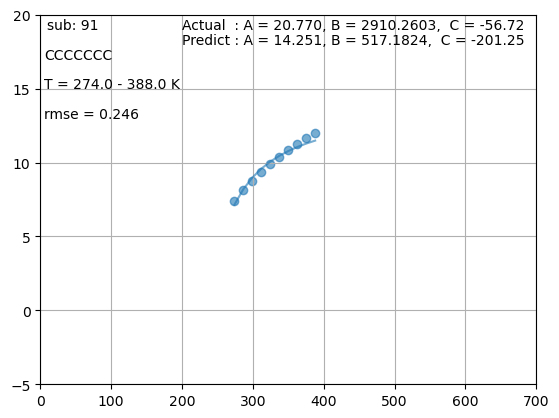 sub: 91
Actual  : A = 20.770, B = 2910.2603,  C = -56.72
Predict : A = 14.251, B = 517.1824,  C = -201.25
CCCCCCC
T = 274.0 - 388.0 K
rmse = 0.246
20
15
10
5
0
−5
0 100 200 300 400 500 600 700